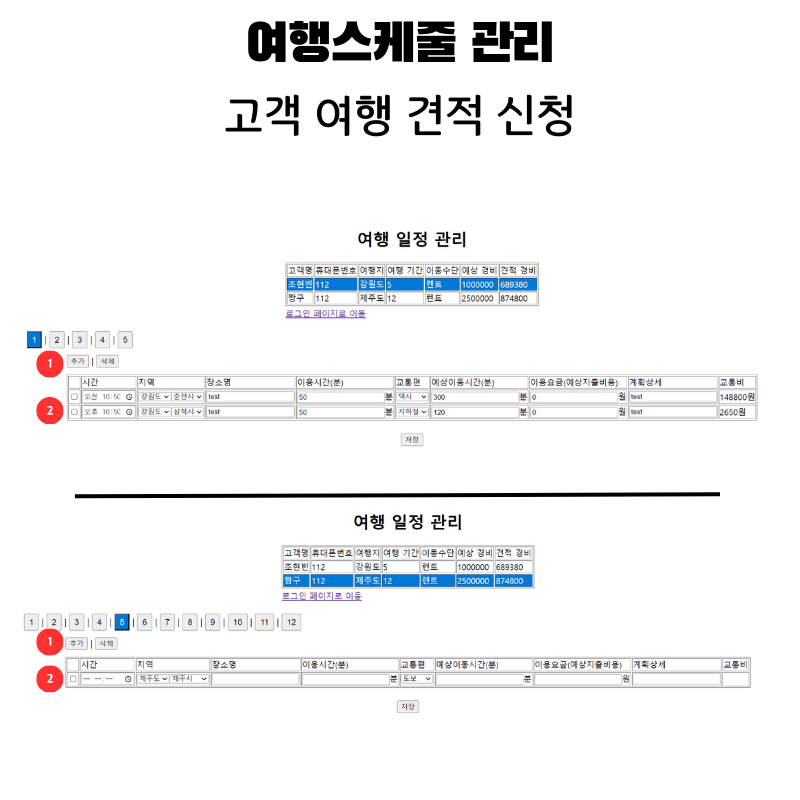 여행스케줄 관리
고객 여행 견적 신청
여행 일정 관리
고객명 휴대폰번호 여행지 여행 기간 이동수단 예상 경비 견적 경비
조현빈 112 강원도 5 렌트 1000000 689380
짱구 112 제주도 12 렌트 2500000 874800
로그인 페이지로 이동
1 | 2 | 3 | 4 | 5
1 추가 | 삭제
시간 지역 장소명 이용시간(분) 교통편 예상이동시간(분) 이용요금(예상지출비용) 계획상세 교통비
2 오전 10:50 강원도 춘천시 test 50 분 택시 300 분 0 원 test 148800원
오후 10:50 강원도 삼척시 test 50 분 지하철 120 분 0 원 test 2650원
저장
여행 일정 관리
고객명 휴대폰번호 여행지 여행 기간 이동수단 예상 경비 견적 경비
조현빈 112 강원도 5 렌트 1000000 689380
짱구 112 제주도 12 렌트 2500000 874800
로그인 페이지로 이동
1 | 2 | 3 | 4 | 5 | 6 | 7 | 8 | 9 | 10 | 11 | 12
1 추가 | 삭제
시간 지역 장소명 이용시간(분) 교통편 예상이동시간(분) 이용요금(예상지출비용) 계획상세 교통비
2 -- --:-- 제주도 제주시 분 도보 분 원
저장